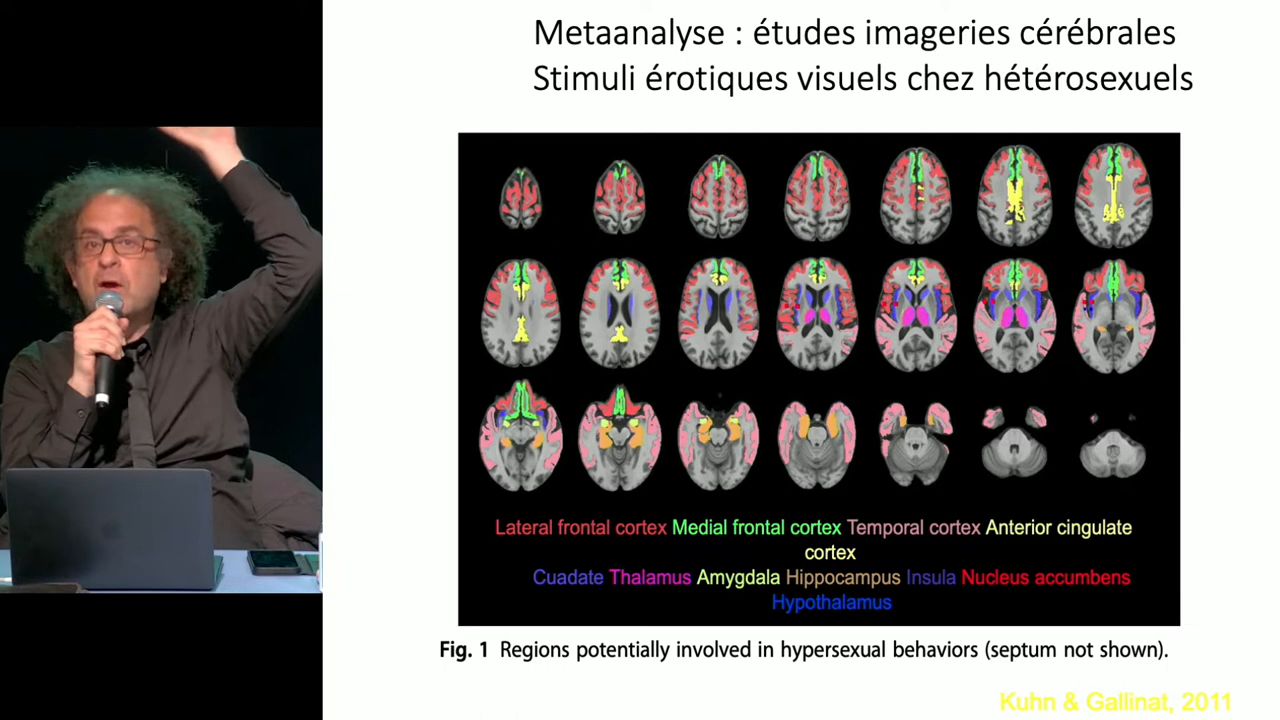 Metaanalyse : études imageries cérébrales
Stimuli érotiques visuels chez hétérosexuels
Lateral frontal cortex Medial frontal cortex Temporal cortex Anterior cingulate
cortex
Cuadate Thalamus Amygdala Hippocampus Insula Nucleus accumbens
Hypothalamus
Fig. 1 Regions potentially involved in hypersexual behaviors (septum not shown).
Kuhn & Gallinat, 2011